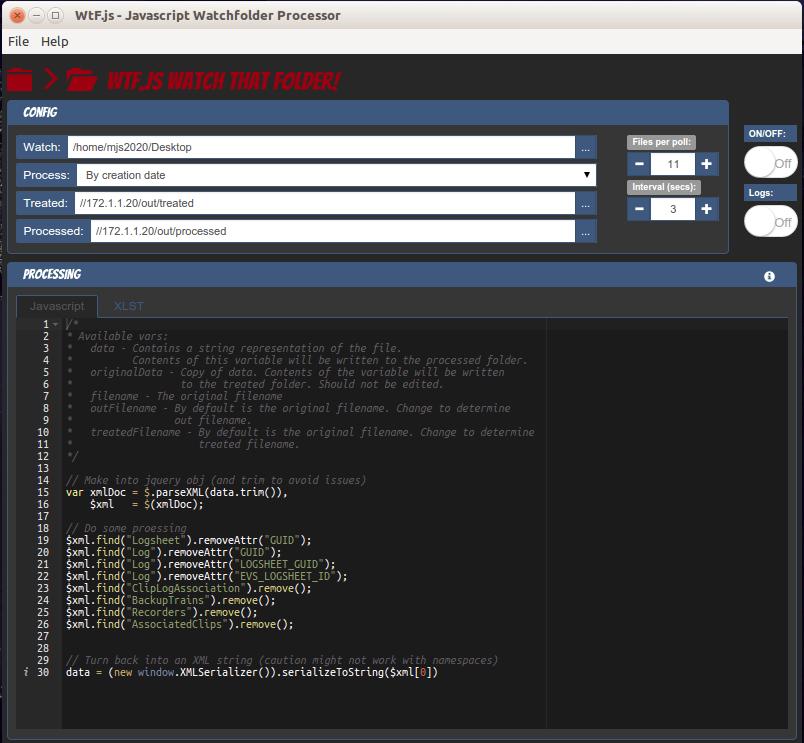 WtF.js - Javascript Watchfolder Processor
File Help
WTF.JS WATCH THAT FOLDER!
CONFIG
Watch: /home/mjs2020/Desktop ...
Process: By creation date
Treated: //172.1.1.20/out/treated ...
Processed: //172.1.1.20/out/processed ...
Files per poll:
− 11 +
Interval (secs):
− 3 +
ON/OFF:
Off
Logs:
Off
PROCESSING
Javascript XLST
1 /*
2 * Available vars:
3 * data - Contains a string representation of the file.
4 * Contents of this variable will be written to the processed folder.
5 * originalData - Copy of data. Contents of the variable will be written
6 * to the treated folder. Should not be edited.
7 * filename - The original filename
8 * outFilename - By default is the original filename. Change to determine
9 * out filename.
10 * treatedFilename - By default is the original filename. Change to determine
11 * treated filename.
12 */
13
14 // Make into jquery obj (and trim to avoid issues)
15 var xmlDoc = $.parseXML(data.trim()),
16 $xml = $(xmlDoc);
17
18 // Do some proessing
19 $xml.find("Logsheet").removeAttr("GUID");
20 $xml.find("Log").removeAttr("GUID");
21 $xml.find("Log").removeAttr("LOGSHEET_GUID");
22 $xml.find("Log").removeAttr("EVS_LOGSHEET_ID");
23 $xml.find("ClipLogAssociation").remove();
24 $xml.find("BackupTrains").remove();
25 $xml.find("Recorders").remove();
26 $xml.find("AssociatedClips").remove();
27
28
29 // Turn back into an XML string (caution might not work with namespaces)
i 30 data = (new window.XMLSerializer()).serializeToString($xml[0])